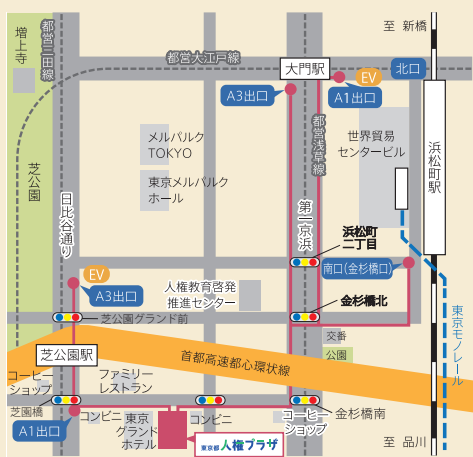 至 新橋
増上寺
都営三田線
都営大江戸線
大門駅
北口
EV
A3出口
A1出口
都営浅草線
世界貿易
センタービル
浜松町駅
メルパルク
TOKYO
東京メルパルク
ホール
芝公園
日比谷通り
第一京浜
浜松町
二丁目
南口(金杉橋口)
EV
A3出口
人権教育啓発
推進センター
金杉橋北
芝公園グランド前
東京モノレール
交番
公園
芝公園駅
首都高速都心環状線
コーヒー
ショップ
ファミリー
レストラン
芝園橋
A1出口
コンビニ
東京
グランド
ホテル
コンビニ
コーヒー
ショップ
金杉橋南
東京都 人権プラザ
至 品川